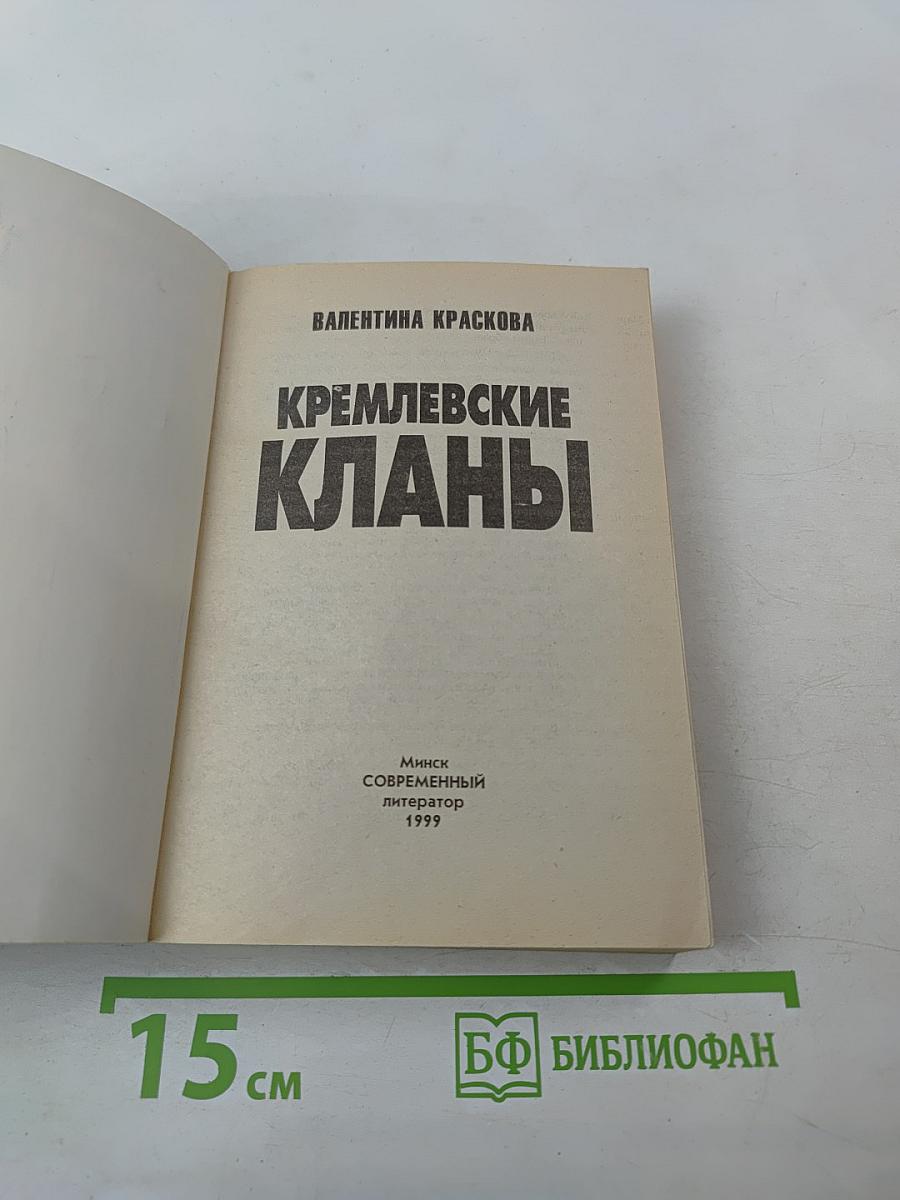 ВАЛЕНТИНА КРАСКОВА
КРЕМЛЕВСКИЕ
КЛАНЫ
Минск
СОВРЕМЕННЫЙ
литератор
1999
15 см
БФ БИБЛИОФАН